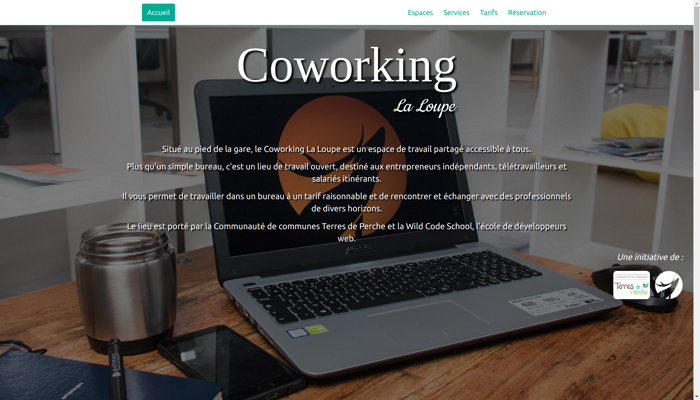 Accueil
Espaces Services Tarifs Réservation
Coworking
La Loupe
Situé au pied de la gare, le Coworking La Loupe est un espace de travail partagé accessible à tous.
Plus qu'un simple bureau, c'est un lieu de travail ouvert, destiné aux entrepreneurs indépendants, télétravailleurs et
salariés itinérants.
Il vous permet de travailler dans un bureau à un tarif raisonnable et de rencontrer et échanger avec des professionnels
de divers horizons.
Le lieu est porté par la Communauté de communes Terres de Perche et la Wild Code School, l'école de développeurs
web.
Une initiative de :
Terres de
Perche